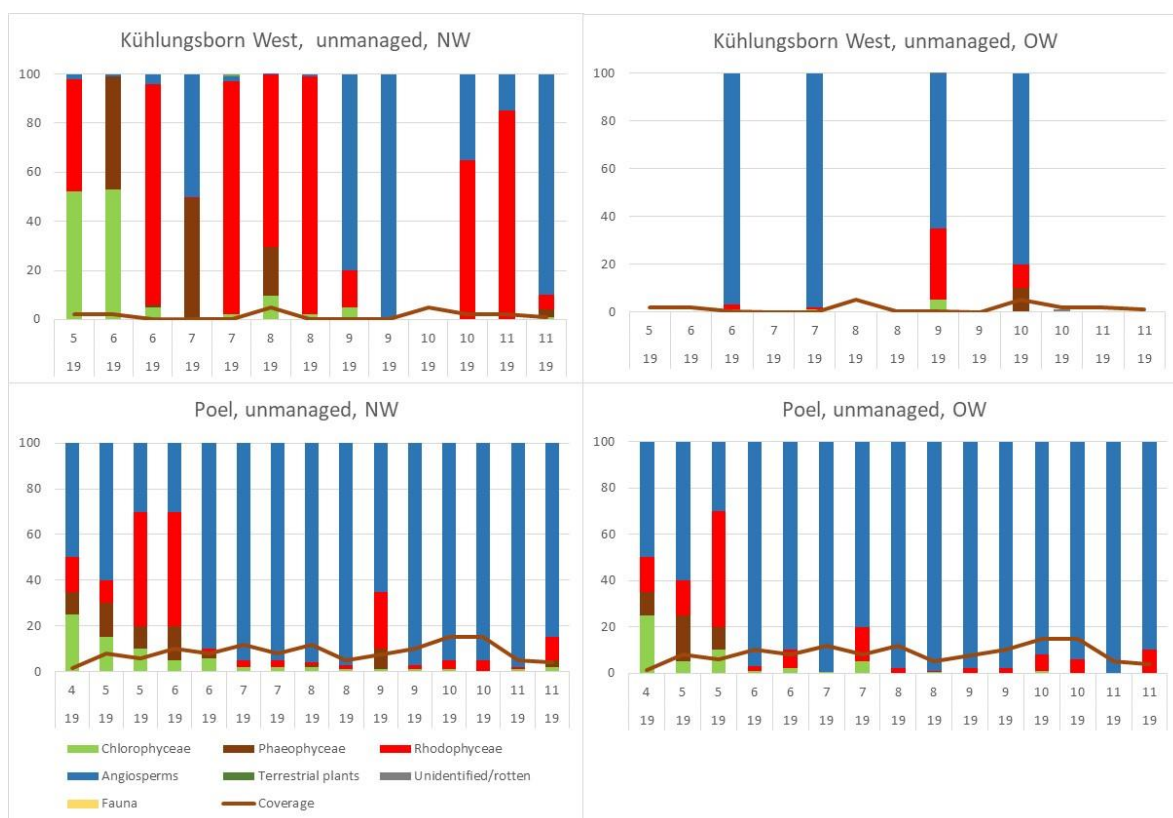 Kühlungsborn West, unmanaged, NW
100
80
60
40
20
0
5 6 6 7 7 8 8 9 9 10 10 11 11
19 19 19 19 19 19 19 19 19 19 19 19 19
Kühlungsborn West, unmanaged, OW
100
80
60
40
20
0
5 6 6 7 7 8 8 9 9 10 10 11 11
19 19 19 19 19 19 19 19 19 19 19 19 19
Poel, unmanaged, NW
100
80
60
40
20
0
4 5 5 6 6 7 7 8 8 9 9 10 10 11 11
19 19 19 19 19 19 19 19 19 19 19 19 19 19 19
Chlorophyceae Phaeophyceae Rhodophyceae
Angiosperms Terrestrial plants Unidentified/rotten
Fauna Coverage
Poel, unmanaged, OW
100
80
60
40
20
0
4 5 5 6 6 7 7 8 8 9 9 10 10 11 11
19 19 19 19 19 19 19 19 19 19 19 19 19 19 19